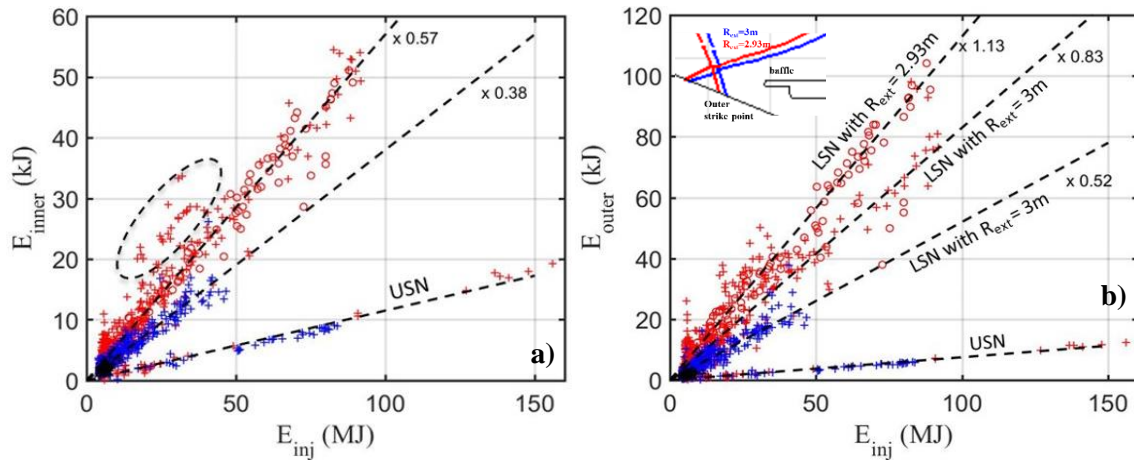 60
50
40
30
20
10
0
0
50
100
150
E.inner (kJ)
E_inj (MJ)
x 0.57
x 0.38
USN
a)
120
100
80
60
40
20
0
0
50
100
150
E_outer (kJ)
E_inj (MJ)
R_ext=3m
R_ext=2.93m
baffle
Outer
strike point
LSN with R_ext = 2.93m
x 1.13
LSN with R_ext = 3m
x 0.83
LSN with R_ext = 3m
x 0.52
USN
b)